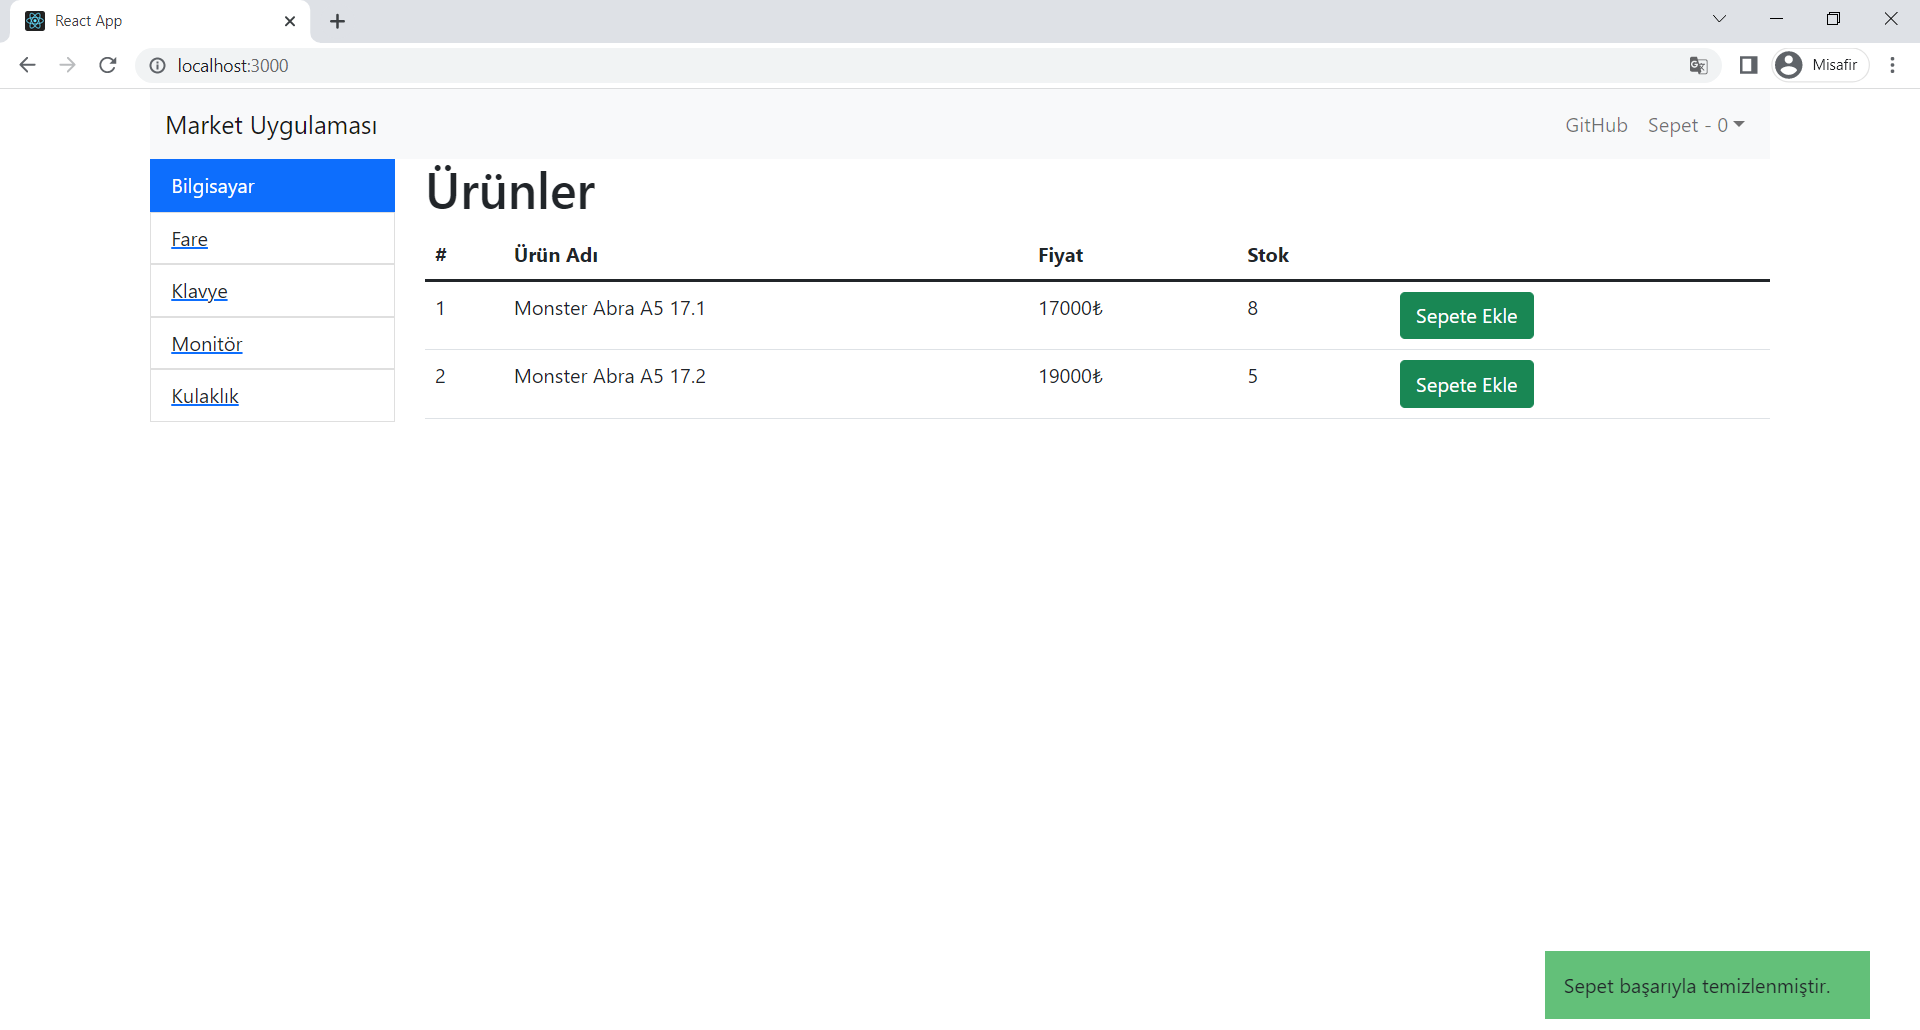 React App
localhost:3000
Misafir
Market Uygulaması
GitHub Sepet - 0
Bilgisayar
Fare
Klavye
Monitör
Kulaklık
Ürünler
# Ürün Adı Fiyat Stok
1 Monster Abra A5 17.1 17000₺ 8 Sepete Ekle
2 Monster Abra A5 17.2 19000₺ 5 Sepete Ekle
Sepet başarıyla temizlenmiştir.